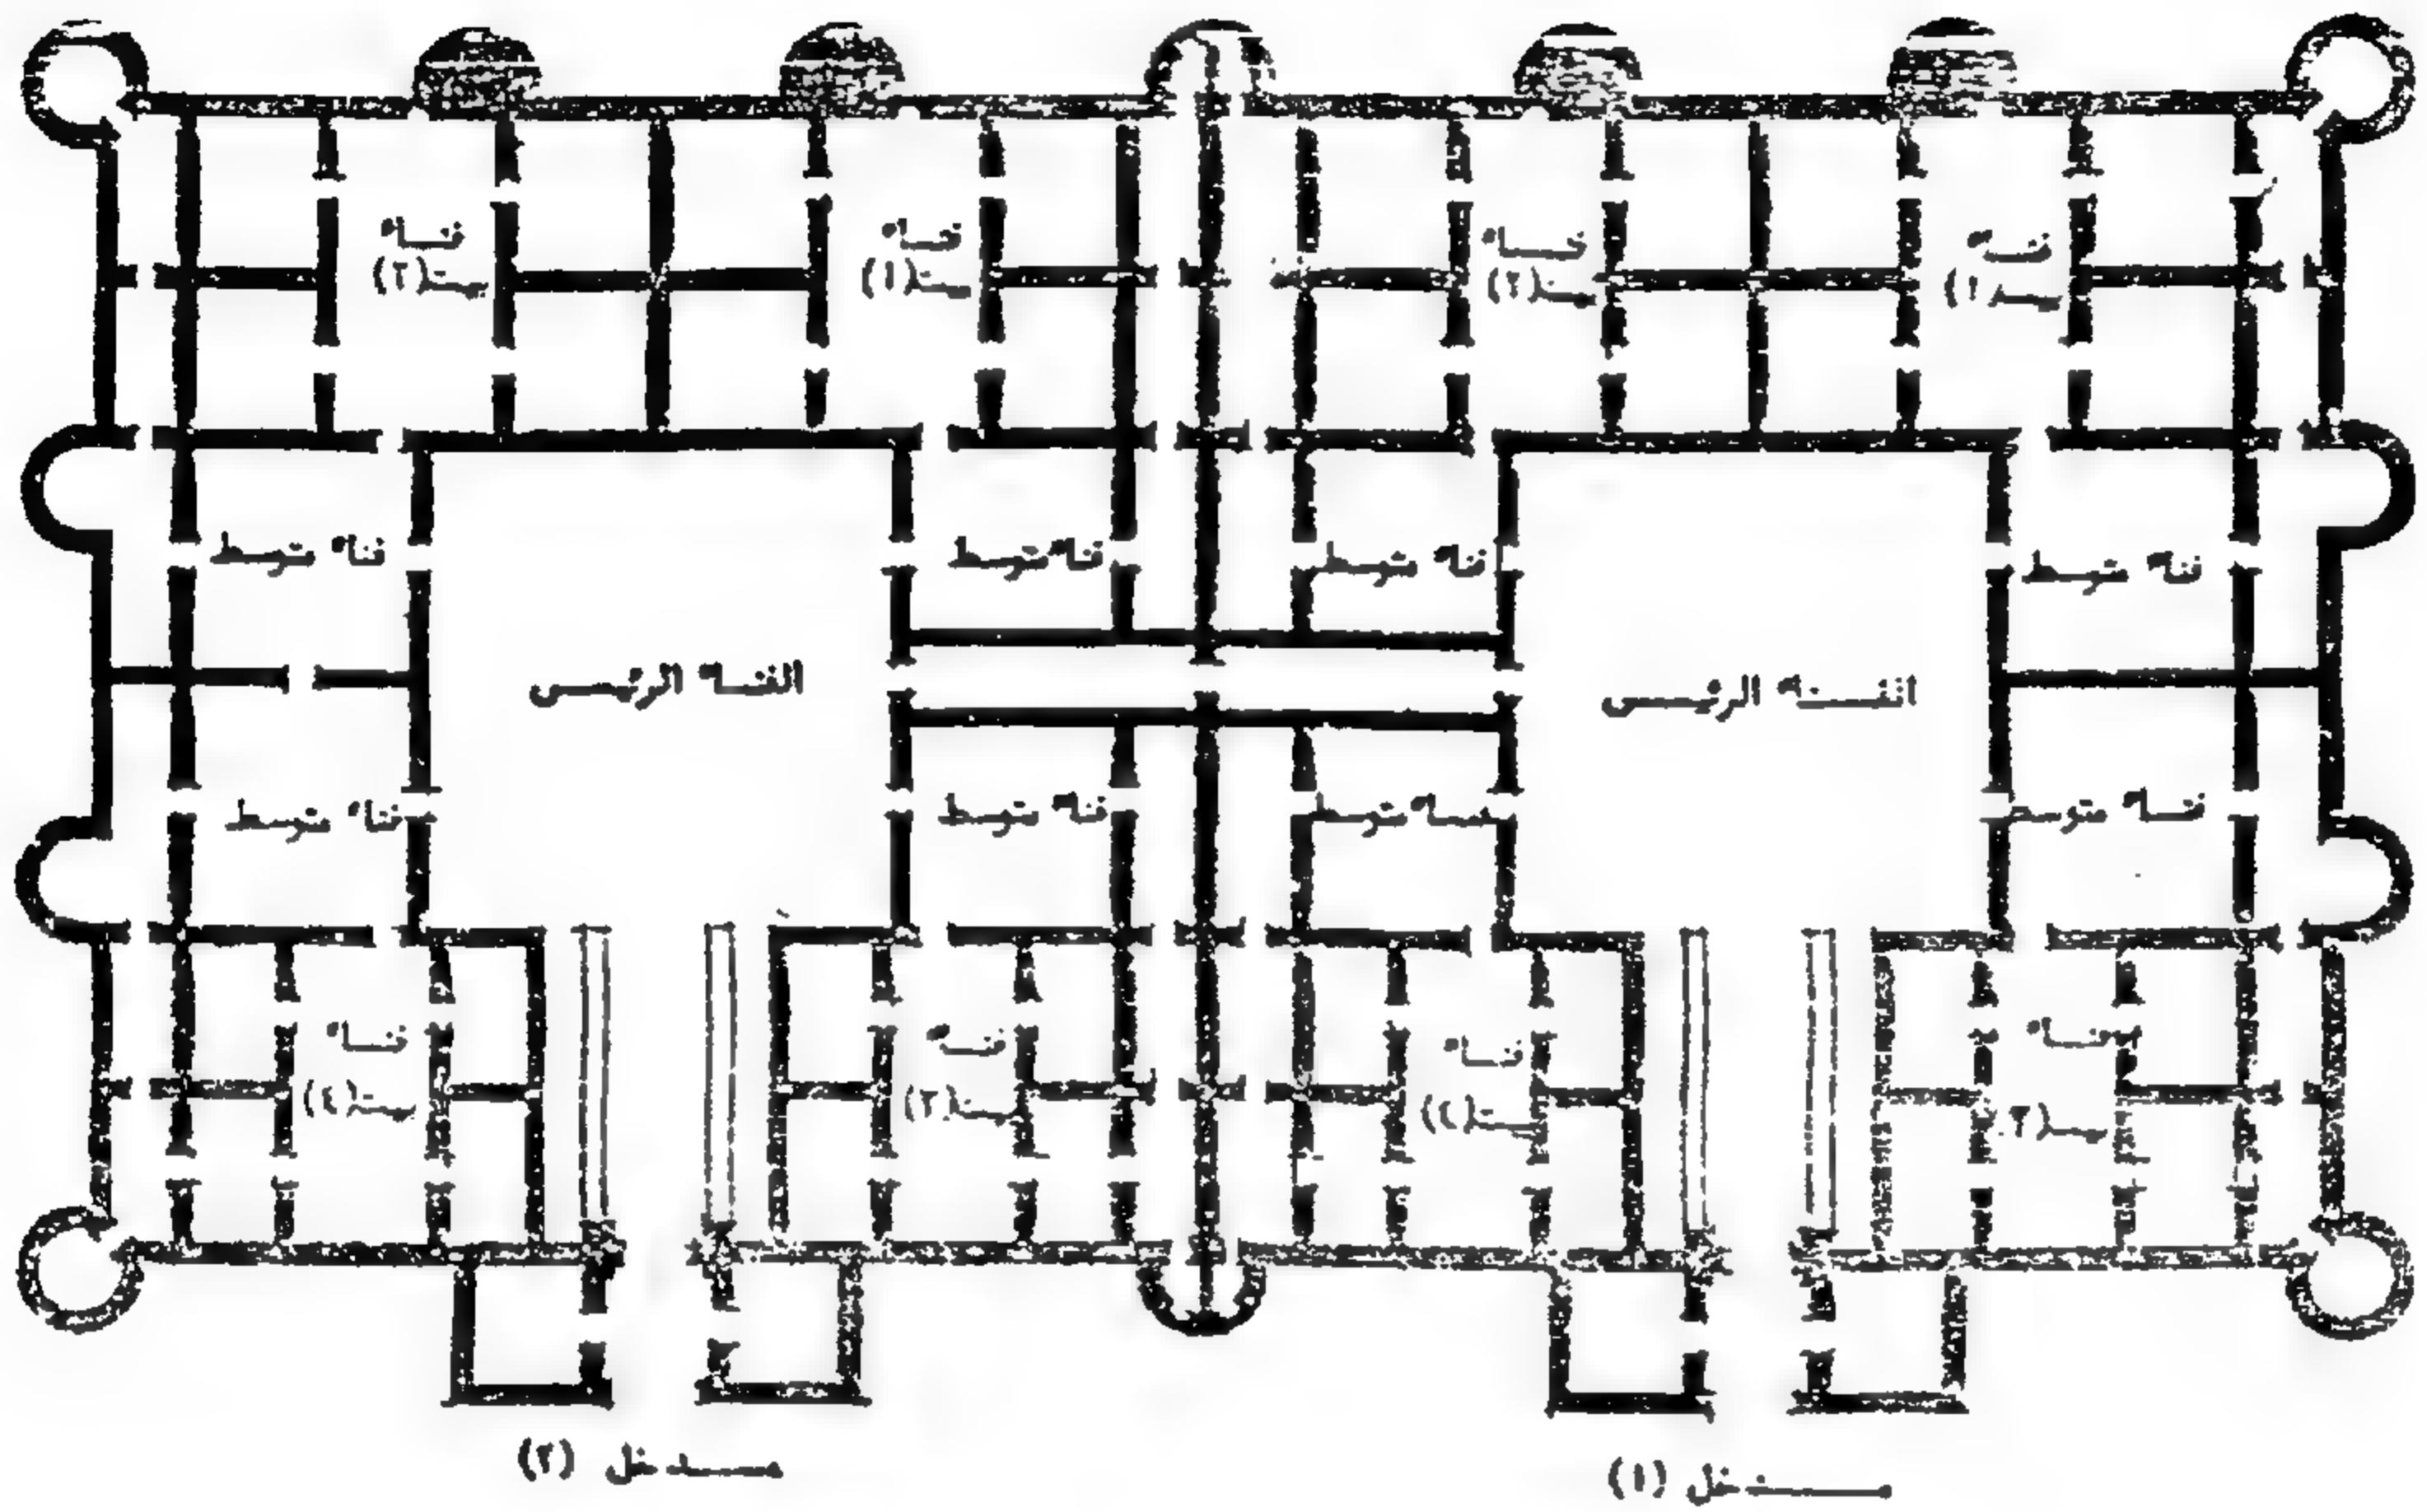 فناء
بيت (١)
فناء
بيت (٢)
فناء
بيت (١)
فناء
بيت (٢)
فناء متوسط
فناء متوسط
فناء متوسط
فناء متوسط
الفناء الرئيسى
الفناء الرئيسى
فناء متوسط
فناء متوسط
فناء متوسط
فناء متوسط
فناء
بيت (٣)
فناء
بيت (٤)
فناء
بيت (٣)
فناء
بيت (٤)
مدخل (١)
مدخل (٢)